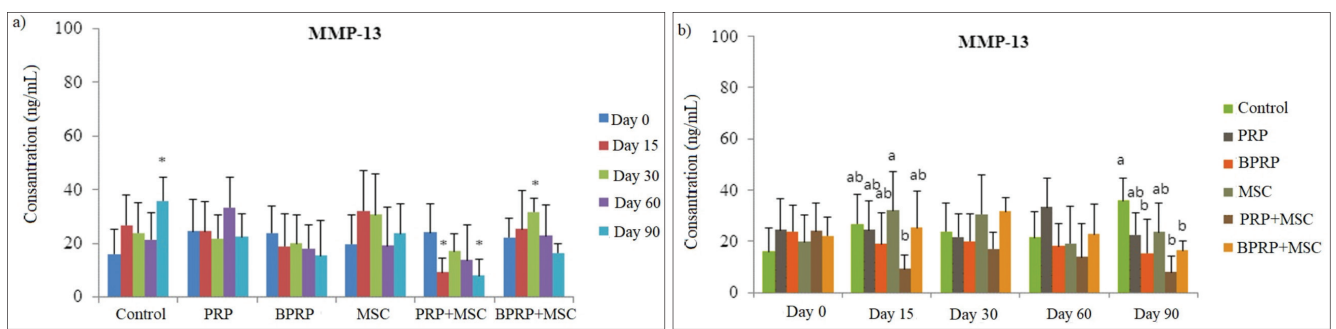 a)
MMP-13
Consantration (ng/mL)
100
80
60
40
20
0
*
* *
*
Control PRP BPRP MSC PRP+MSC BPRP+MSC
Day 0
Day 15
Day 30
Day 60
Day 90
b)
MMP-13
Consantration (ng/mL)
100
80
60
40
20
0
ab ab ab a b ab
a ab b ab b b
Day 0 Day 15 Day 30 Day 60 Day 90
Control
PRP
BPRP
MSC
PRP+MSC
BPRP+MSC